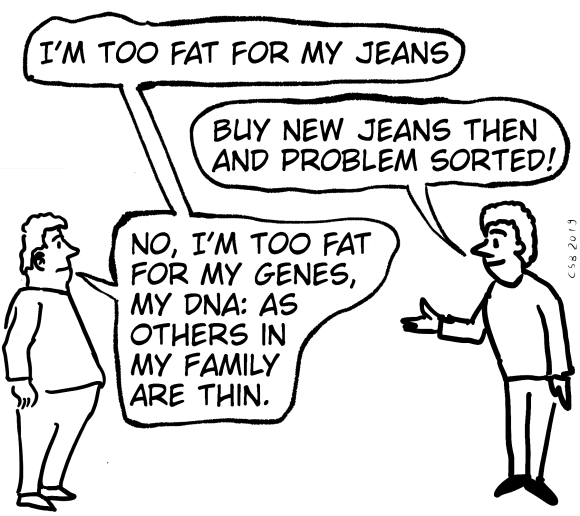 I'M TOO FAT FOR MY JEANS
BUY NEW JEANS THEN
AND PROBLEM SORTED!
NO, I'M TOO FAT
FOR MY GENES,
MY DNA: AS
OTHERS IN
MY FAMILY
ARE THIN.
CSB 2019